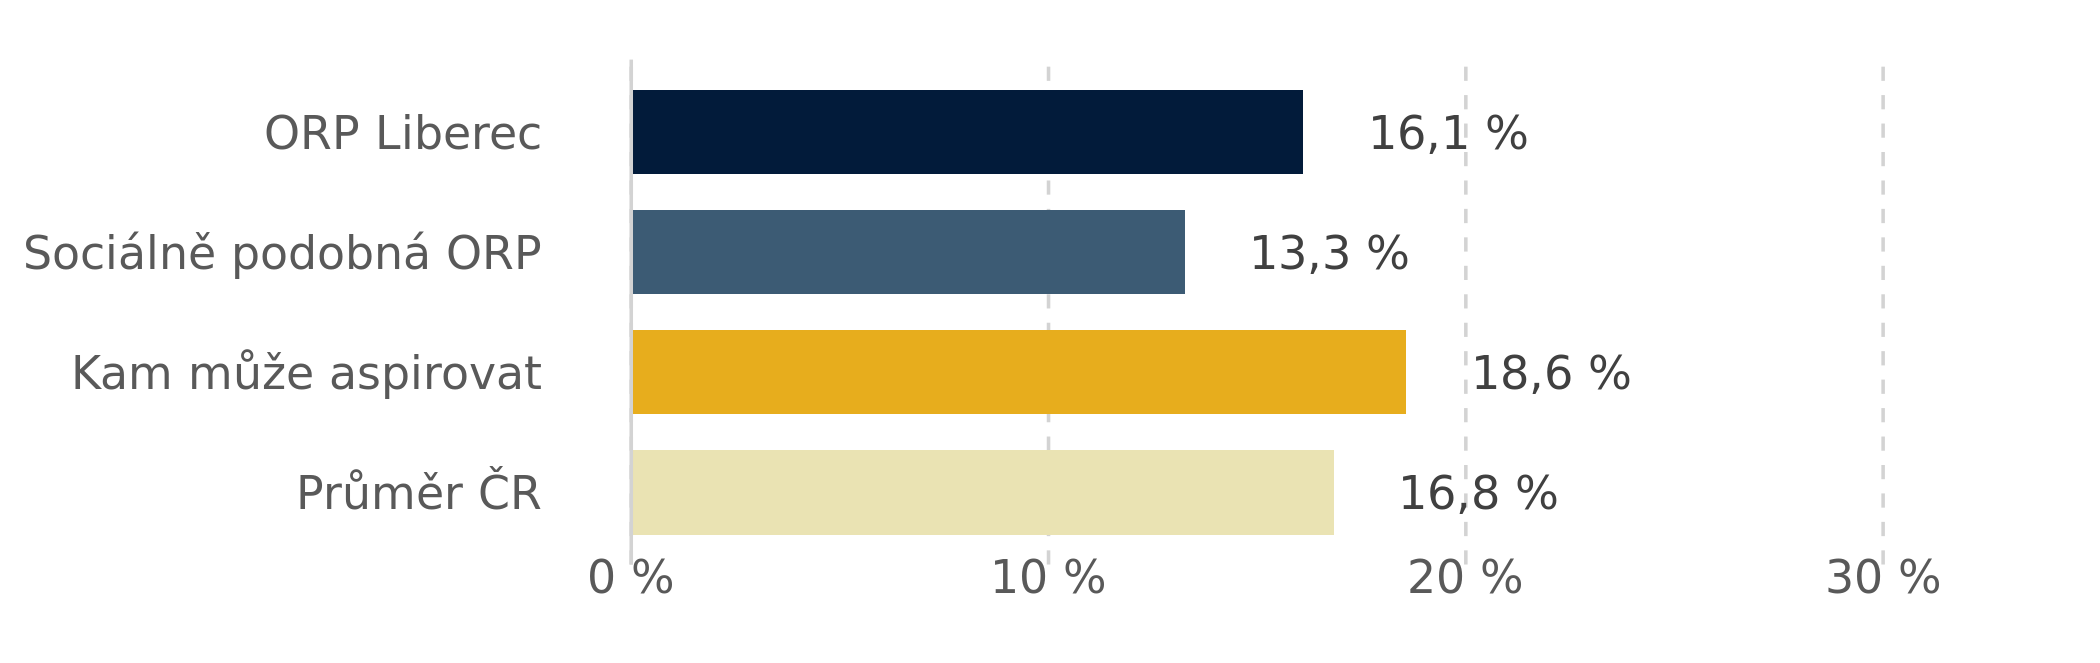 ORP Liberec 16,1 %
Sociálně podobná ORP 13,3 %
Kam může aspirovat 18,6 %
Průměr ČR 16,8 %
0 % 10 % 20 % 30 %